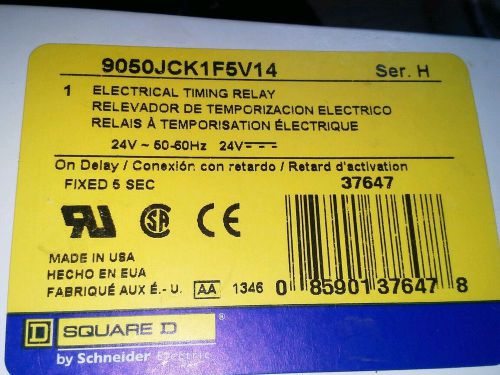 9050JCK1F5V14 Ser. H
1 ELECTRICAL TIMING RELAY
RELEVADOR DE TEMPORIZACION ELECTRICO
RELAIS À TEMPORISATION ÉLECTRIQUE
24V ~ 50-60Hz 24V⎓
On Delay / Conexión con retardo / Retard d'activation
FIXED 5 SEC 37647
RU SA CE
MADE IN USA
HECHO EN EUA
FABRIQUÉ AUX É.-U. AA 1346
0 85901 37647 8
D SQUARE D
by Schneider Electric